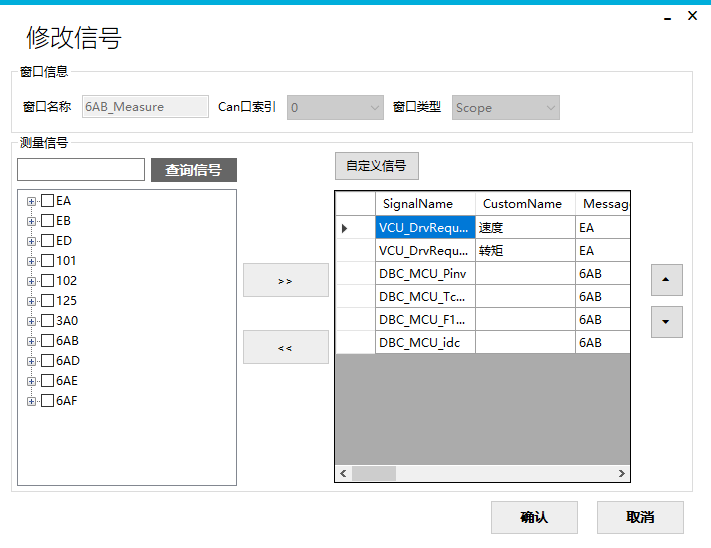 修改信号
窗口信息
窗口名称 6AB_Measure Can口索引 0 窗口类型 Scope
测量信号
查询信号 自定义信号
EA
EB
ED
101
102
125
3A0
6AB
6AD
6AE
6AF
>>
<<
SignalName CustomName Messag
VCU_DrvRequ... 速度 EA
VCU_DrvRequ... 转矩 EA
DBC_MCU_Pinv 6AB
DBC_MCU_Tc... 6AB
DBC_MCU_F1... 6AB
DBC_MCU_idc 6AB
确认 取消